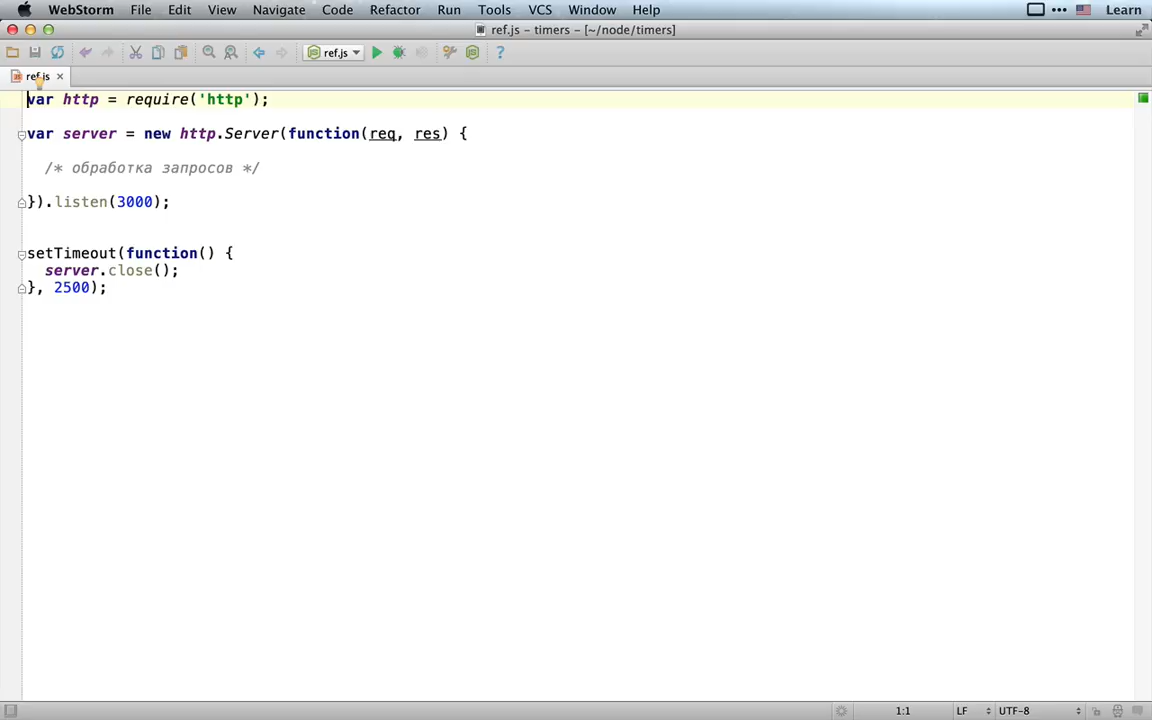 WebStorm File Edit View Navigate Code Refactor Run Tools VCS Window Help Learn
ref.js – timers – [~/node/timers]
ref.js
ref.js
var http = require('http');
var server = new http.Server(function(req, res) {
/* обработка запросов */
}).listen(3000);
setTimeout(function() {
server.close();
}, 2500);
1:1 LF UTF-8